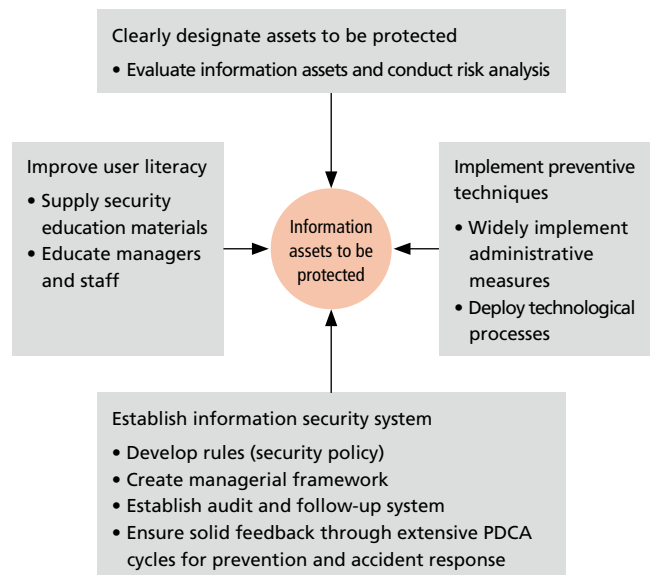 Clearly designate assets to be protected
• Evaluate information assets and conduct risk analysis
Improve user literacy
• Supply security
education materials
• Educate managers
and staff
Information
assets to be
protected
Implement preventive
techniques
• Widely implement
administrative
measures
• Deploy technological
processes
Establish information security system
• Develop rules (security policy)
• Create managerial framework
• Establish audit and follow-up system
• Ensure solid feedback through extensive PDCA
cycles for prevention and accident response